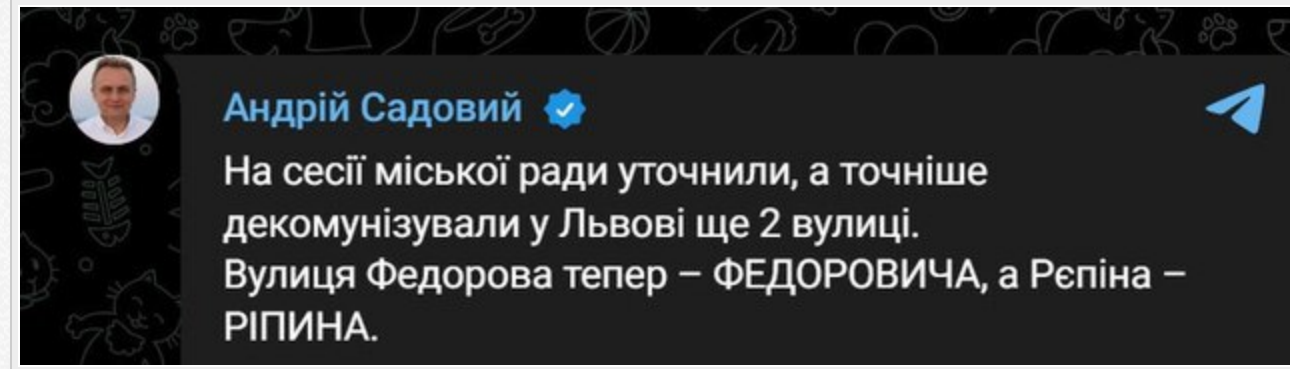 Андрій Садовий
На сесії міської ради уточнили, а точніше
декомунізували у Львові ще 2 вулиці.
Вулиця Федорова тепер – ФЕДОРОВИЧА, а Рєпіна –
РІПИНА.